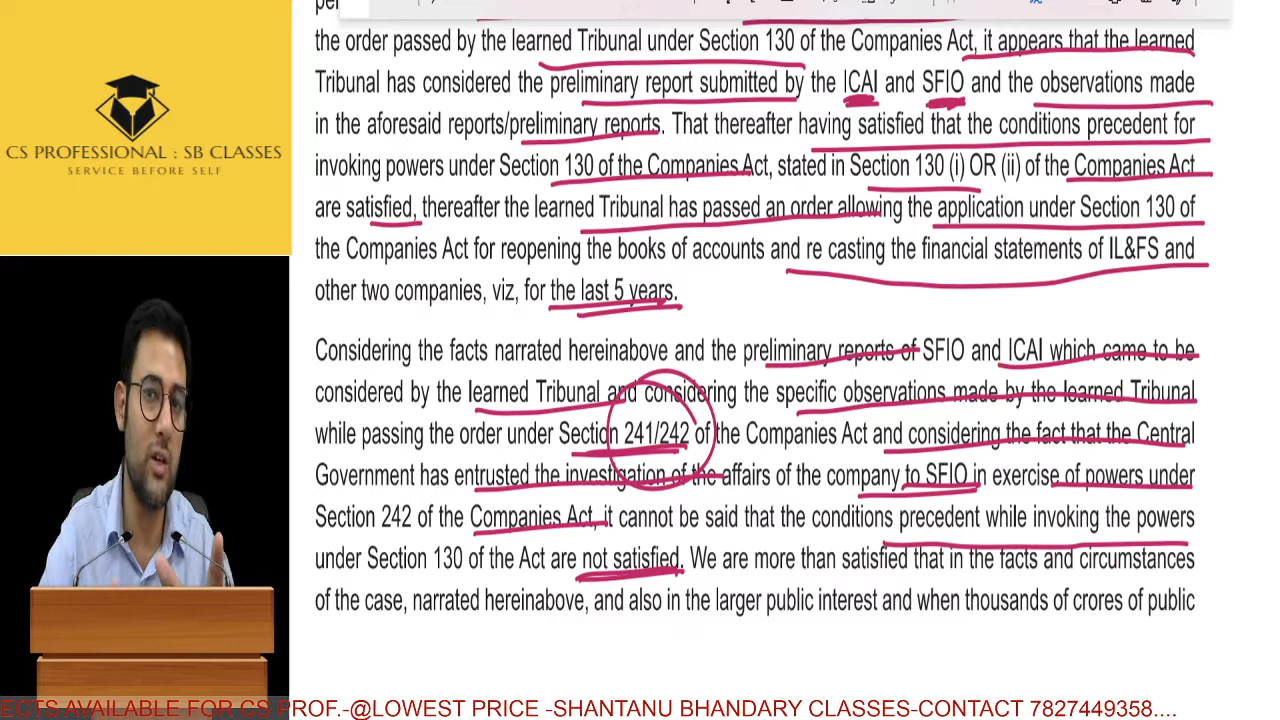 per
the order passed by the learned Tribunal under Section 130 of the Companies Act, it appears that the learned
Tribunal has considered the preliminary report submitted by the ICAI and SFIO and the observations made
in the aforesaid reports/preliminary reports. That thereafter having satisfied that the conditions precedent for
invoking powers under Section 130 of the Companies Act, stated in Section 130 (i) OR (ii) of the Companies Act
are satisfied, thereafter the learned Tribunal has passed an order allowing the application under Section 130 of
the Companies Act for reopening the books of accounts and re casting the financial statements of IL&FS and
other two companies, viz, for the last 5 years.
Considering the facts narrated hereinabove and the preliminary reports of SFIO and ICAI which came to be
considered by the learned Tribunal and considering the specific observations made by the learned Tribunal
while passing the order under Section 241/242 of the Companies Act and considering the fact that the Central
Government has entrusted the investigation of the affairs of the company to SFIO in exercise of powers under
Section 242 of the Companies Act, it cannot be said that the conditions precedent while invoking the powers
under Section 130 of the Act are not satisfied. We are more than satisfied that in the facts and circumstances
of the case, narrated hereinabove, and also in the larger public interest and when thousands of crores of public
CS PROFESSIONAL : SB CLASSES
SERVICE BEFORE SELF
ECTS AVAILABLE FOR CS PROF.-@LOWEST PRICE -SHANTANU BHANDARY CLASSES-CONTACT 7827449358....